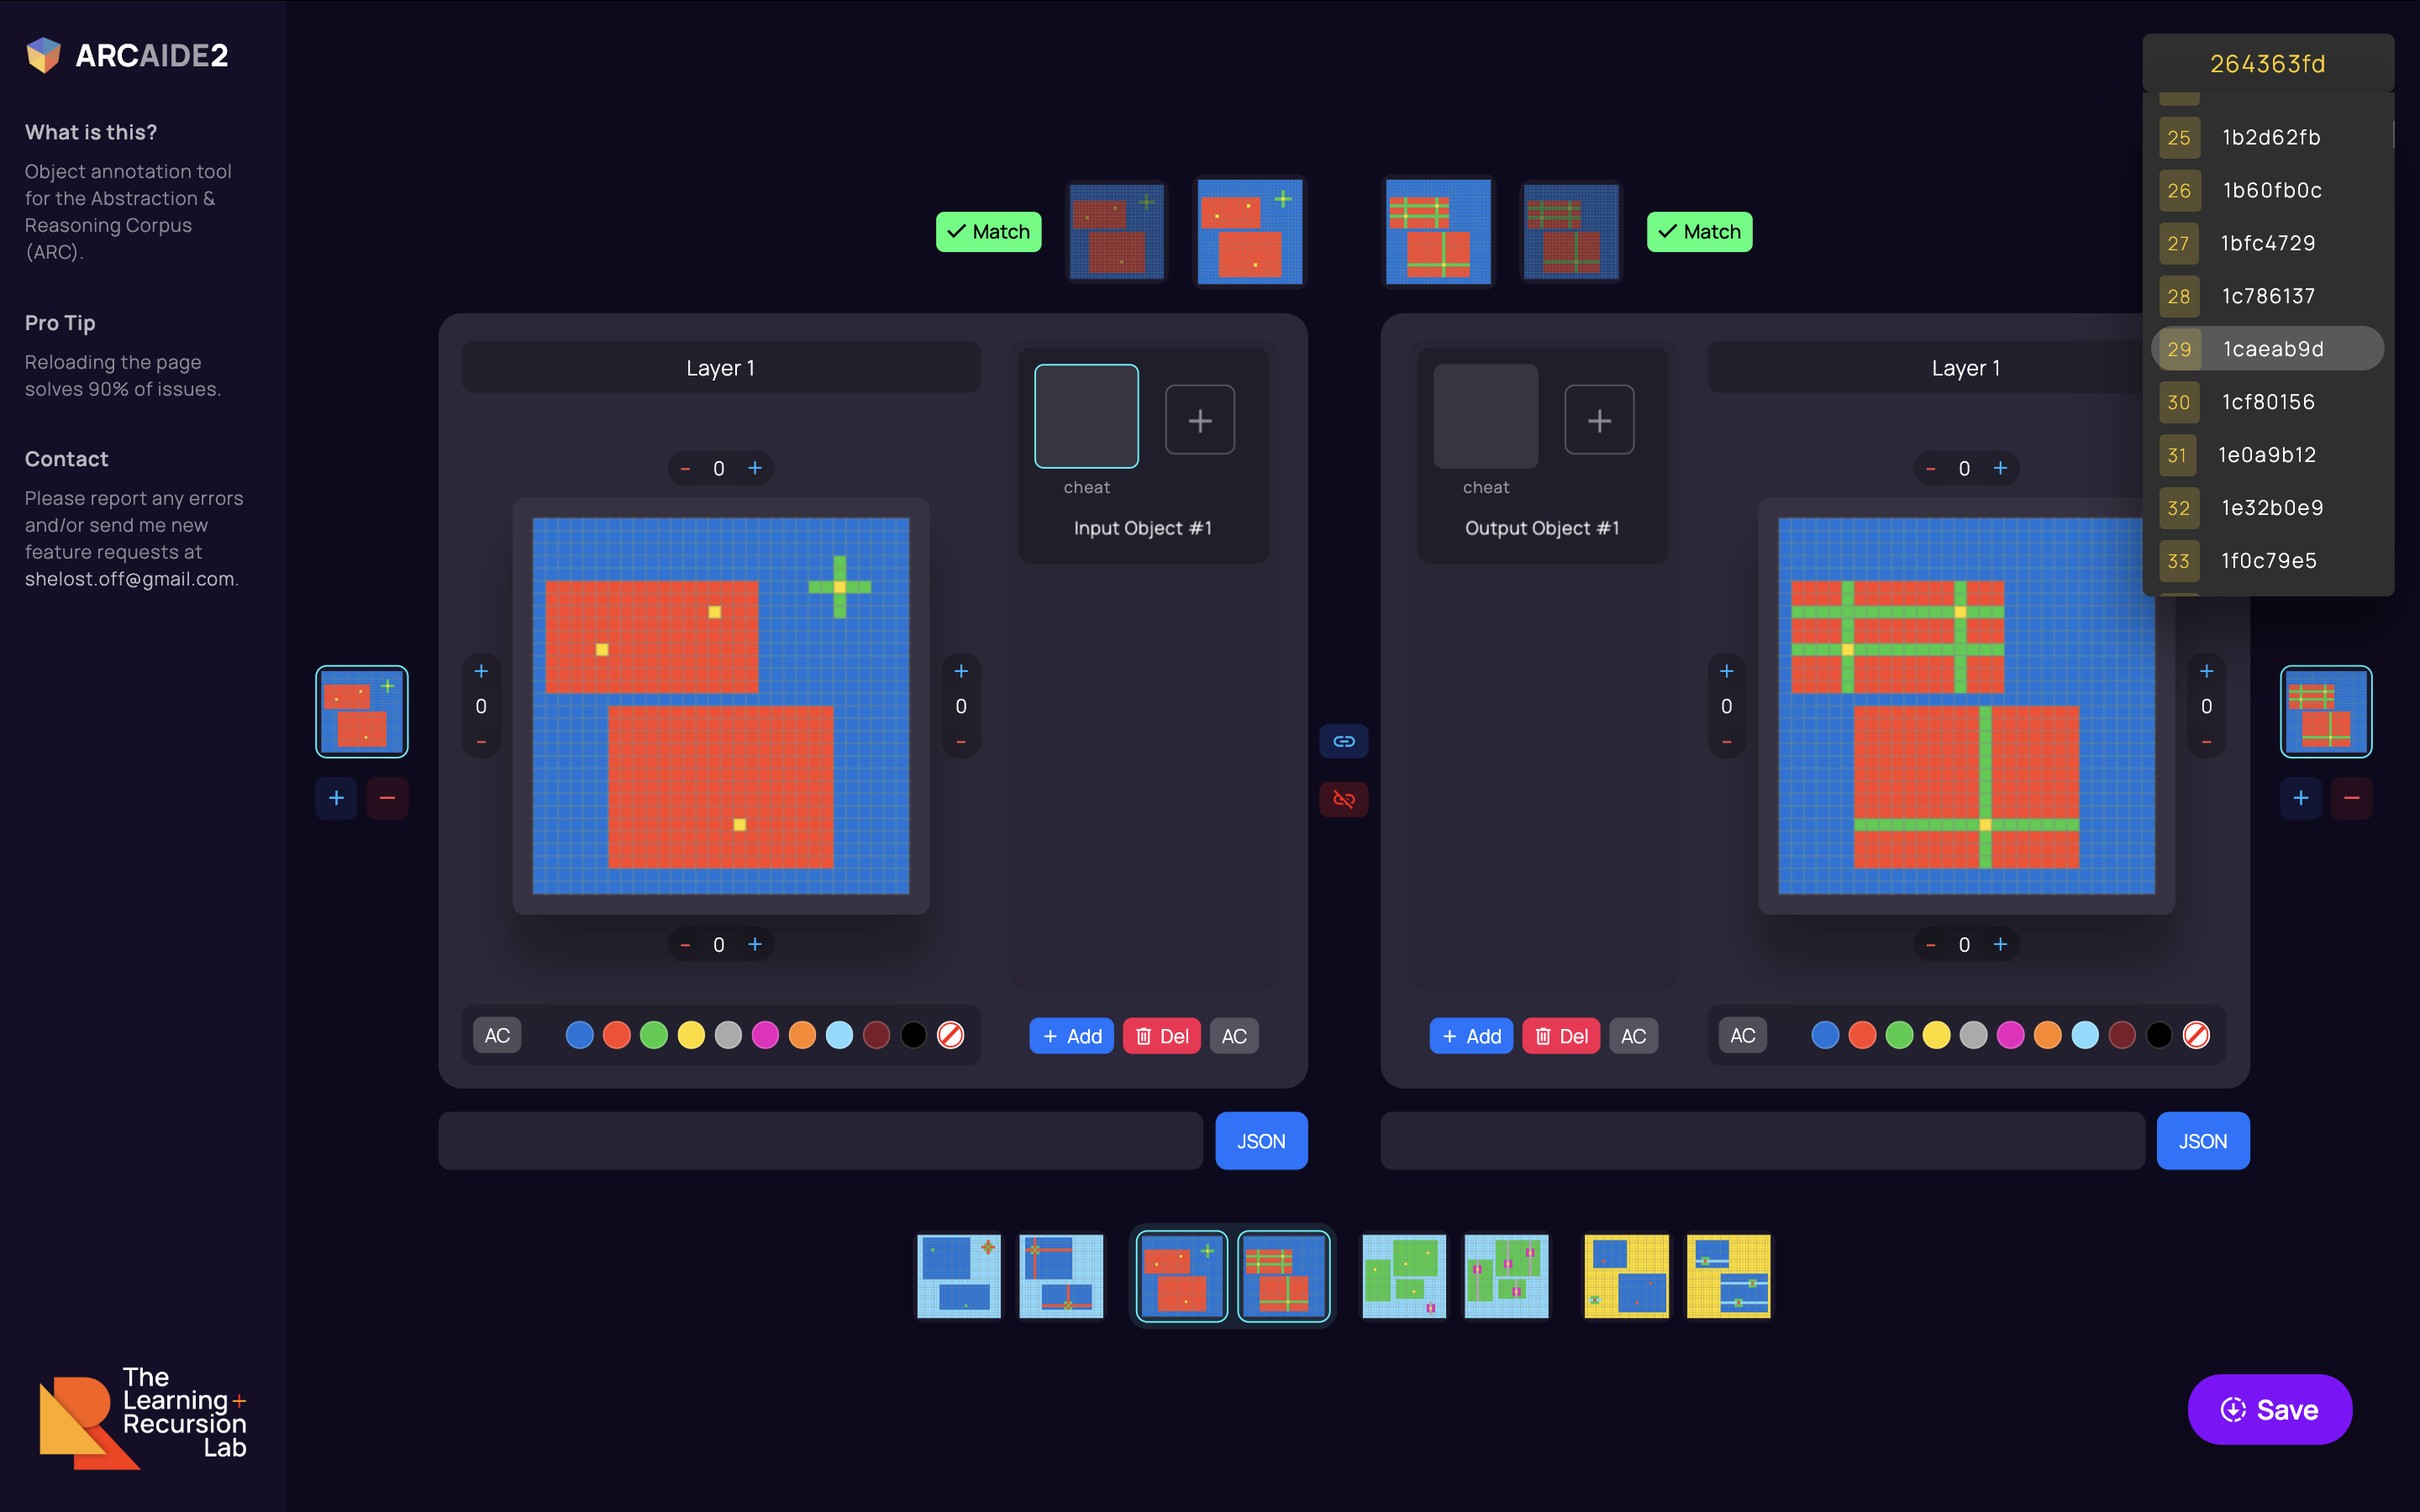 ARCAIDE2
What is this?
Object annotation tool
for the Abstraction &
Reasoning Corpus
(ARC).
Pro Tip
Reloading the page
solves 90% of issues.
Contact
Please report any errors
and/or send me new
feature requests at
shelost.off@gmail.com.
The
Learning+
Recursion
Lab
Match
Match
264363fd
25 1b2d62fb
26 1b60fb0c
27 1bfc4729
28 1c786137
29 1caeab9d
30 1cf80156
31 1e0a9b12
32 1e32b0e9
33 1f0c79e5
Layer 1
- 0 +
+
0
-
+
0
-
- 0 +
cheat
+
Input Object #1
AC
+ Add
Del
AC
JSON
+ -
cheat
+
Output Object #1
Layer 1
- 0 +
+
0
-
+
0
-
- 0 +
+ Add
Del
AC
AC
JSON
+ -
Save